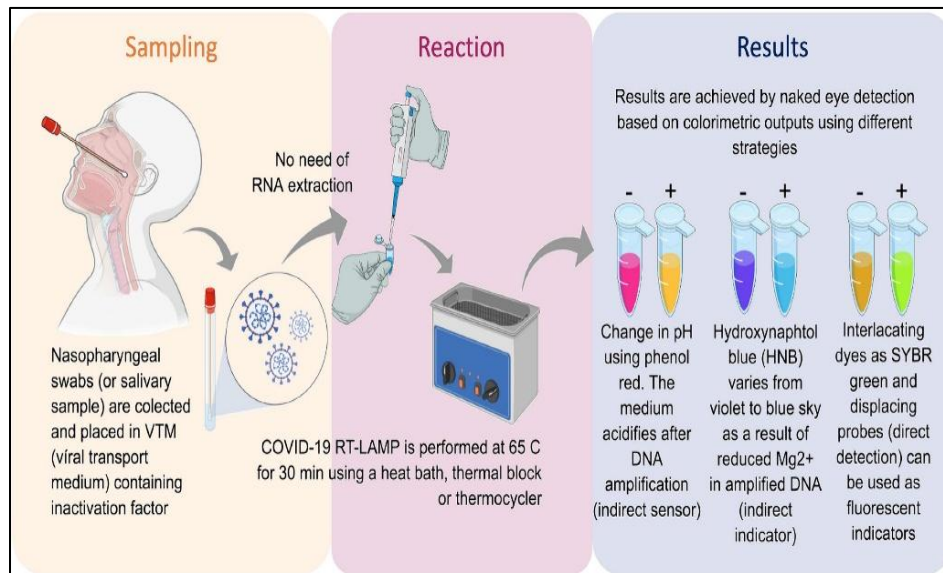 Sampling
Nasopharyngeal
swabs (or salivary
sample) are colected
and placed in VTM
(víral transport
medium) containing
inactivation factor
No need of
RNA extraction
Reaction
COVID-19 RT-LAMP is performed at 65 C
for 30 min using a heat bath, thermal block
or thermocycler
Results
Results are achieved by naked eye detection
based on colorimetric outputs using different
strategies
- +
Change in pH
using phenol
red. The
medium
acidifies after
DNA
amplification
(indirect sensor)
- +
Hydroxynaphtol
blue (HNB)
varies from
violet to blue sky
as a result of
reduced Mg2+
in amplified DNA
(indirect
indicator)
- +
Interlacating
dyes as SYBR
green and
displacing
probes (direct
detection) can
be used as
fluorescent
indicators